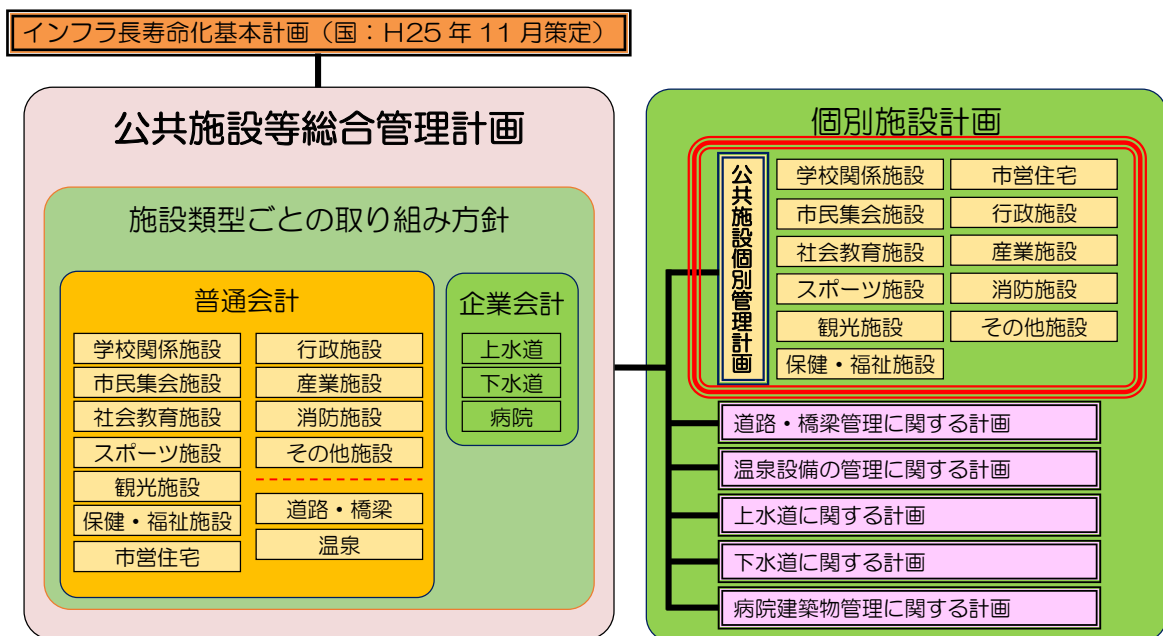 インフラ長寿命化基本計画（国：H25年11月策定）
公共施設等総合管理計画
施設類型ごとの取り組み方針
普通会計
学校関係施設
市民集会施設
社会教育施設
スポーツ施設
観光施設
保健・福祉施設
市営住宅
行政施設
産業施設
消防施設
その他施設
道路・橋梁
温泉
企業会計
上水道
下水道
病院
個別施設計画
公共施設個別管理計画
学校関係施設
市民集会施設
社会教育施設
スポーツ施設
観光施設
保健・福祉施設
市営住宅
行政施設
産業施設
消防施設
その他施設
道路・橋梁管理に関する計画
温泉設備の管理に関する計画
上水道に関する計画
下水道に関する計画
病院建築物管理に関する計画